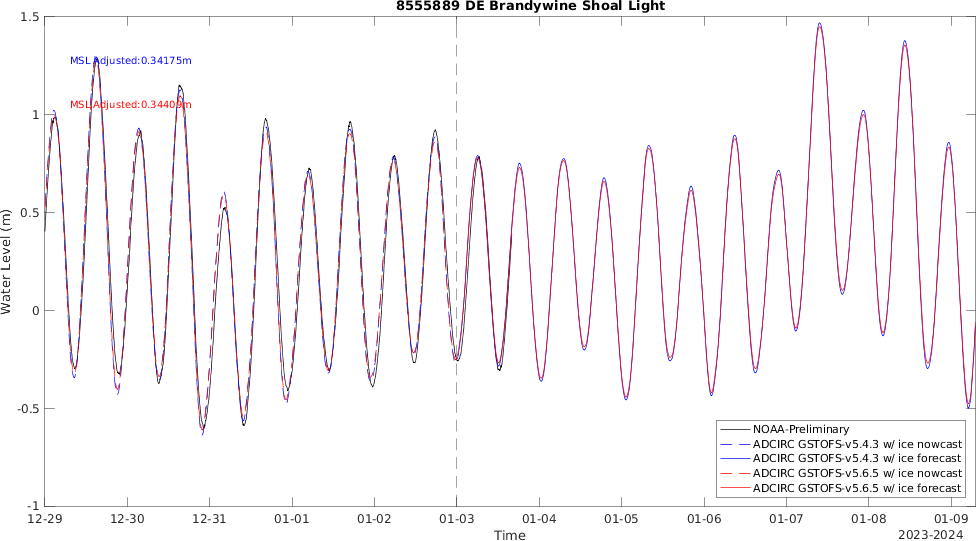 8555889 DE Brandywine Shoal Light
1.5
1
0.5
0
-0.5
-1
Water Level (m)
MSL Adjusted:0.34175m
MSL Adjusted:0.34409m
NOAA-Preliminary
ADCIRC GSTOFS-v5.4.3 w/ ice nowcast
ADCIRC GSTOFS-v5.4.3 w/ ice forecast
ADCIRC GSTOFS-v5.6.5 w/ ice nowcast
ADCIRC GSTOFS-v5.6.5 w/ ice forecast
12-29 12-30 12-31 01-01 01-02 01-03 01-04 01-05 01-06 01-07 01-08 01-09
Time
2023-2024